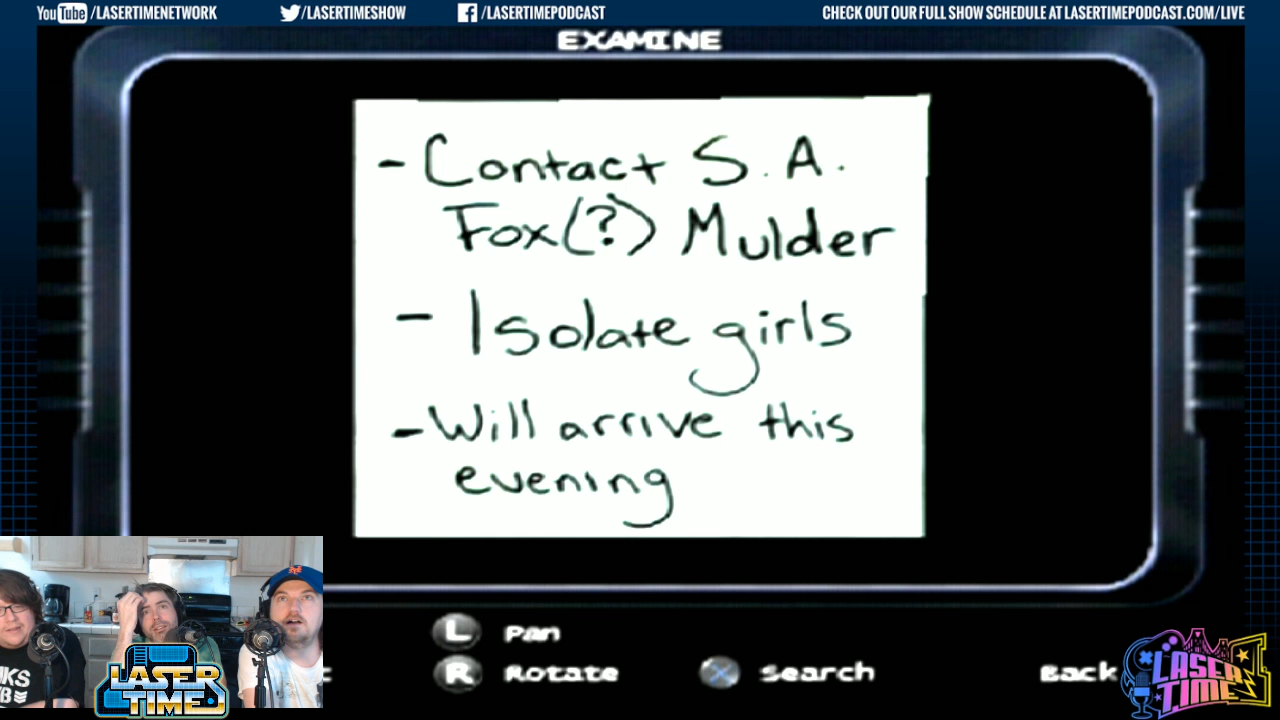 YouTube /LASERTIMENETWORK /LASERTIMESHOW /LASERTIMEPODCAST CHECK OUT OUR FULL SHOW SCHEDULE AT LASERTIMEPODCAST.COM/LIVE
EXAMINE
- Contact S.A.
Fox(?) Mulder
- Isolate girls
- Will arrive this
evening
L Pan
R Rotate Search Back
LASER
TIME
LASER
TIME